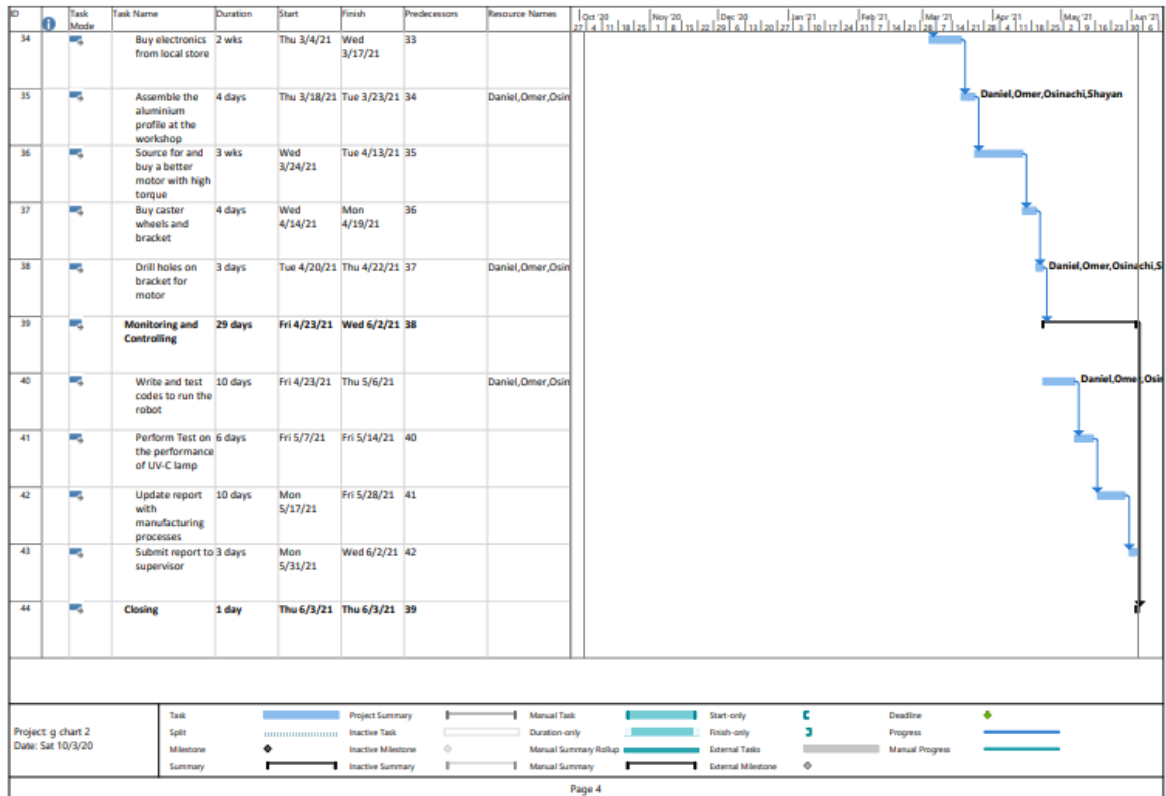 ID Task Mode Task Name Duration Start Finish Predecessors Resource Names
Oct '20 Nov '20 Dec '20 Jan '21 Feb '21 Mar '21 Apr '21 May '21 Jun '21
27 4 11 18 25 1 8 15 22 29 6 13 20 27 3 10 17 24 31 7 14 21 28 7 14 21 28 4 11 18 25 2 9 16 23 30 6
34 Buy electronics 2 wks Thu 3/4/21 Wed 33
from local store 3/17/21
35 Assemble the 4 days Thu 3/18/21 Tue 3/23/21 34 Daniel,Omer,Osin Daniel,Omer,Osinachi,Shayan
aluminium
profile at the
workshop
36 Source for and 3 wks Wed Tue 4/13/21 35
buy a better 3/24/21
motor with high
torque
37 Buy caster 4 days Wed Mon 36
wheels and 4/14/21 4/19/21
bracket
38 Drill holes on 3 days Tue 4/20/21 Thu 4/22/21 37 Daniel,Omer,Osin Daniel,Omer,Osinachi,S
bracket for
motor
39 Monitoring and 29 days Fri 4/23/21 Wed 6/2/21 38
Controlling
40 Write and test 10 days Fri 4/23/21 Thu 5/6/21 Daniel,Omer,Osin Daniel,Omer,Osin
codes to run the
robot
41 Perform Test on 6 days Fri 5/7/21 Fri 5/14/21 40
the performance
of UV-C lamp
42 Update report 10 days Mon Fri 5/28/21 41
with 5/17/21
manufacturing
processes
43 Submit report to 3 days Mon Wed 6/2/21 42
supervisor 5/31/21
44 Closing 1 day Thu 6/3/21 Thu 6/3/21 39
Project: g chart 2
Date: Sat 10/3/20
Task Project Summary Manual Task Start-only Deadline
Split Inactive Task Duration-only Finish-only Progress
Milestone Inactive Milestone Manual Summary Rollup External Tasks Manual Progress
Summary Inactive Summary Manual Summary External Milestone
Page 4